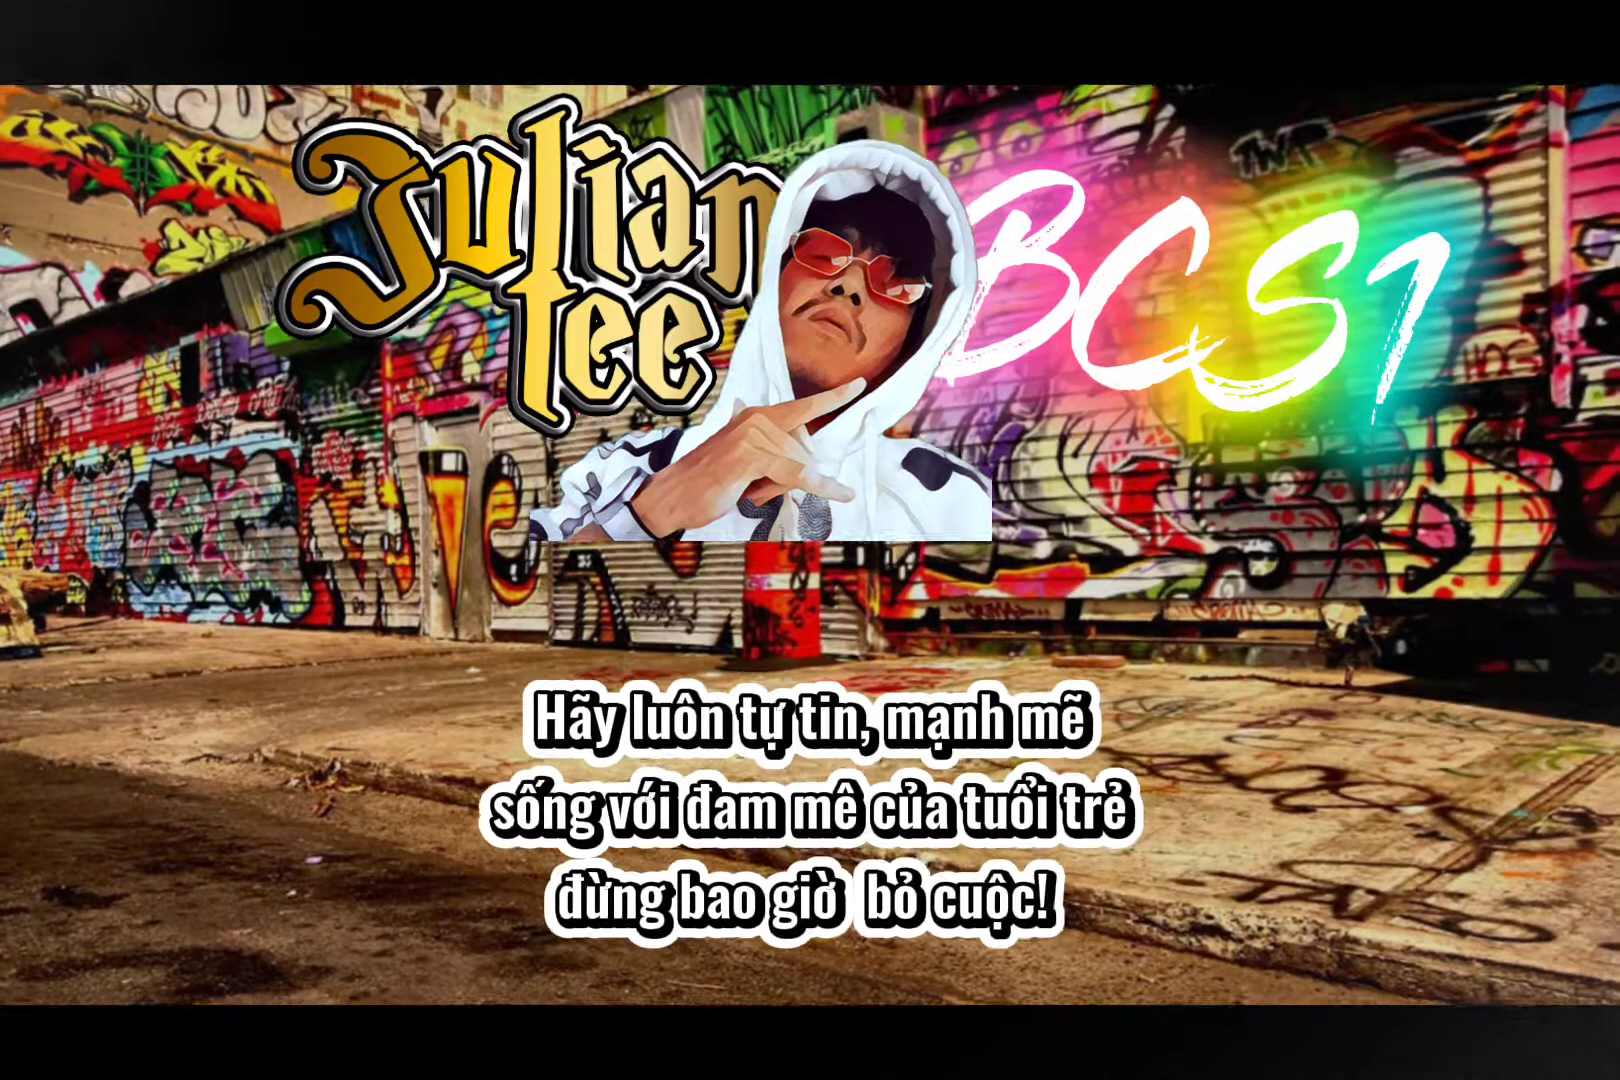 Julian
tee
BCS1
TWT
Hãy luôn tự tin, mạnh mẽ
sống với đam mê của tuổi trẻ
đừng bao giờ bỏ cuộc!